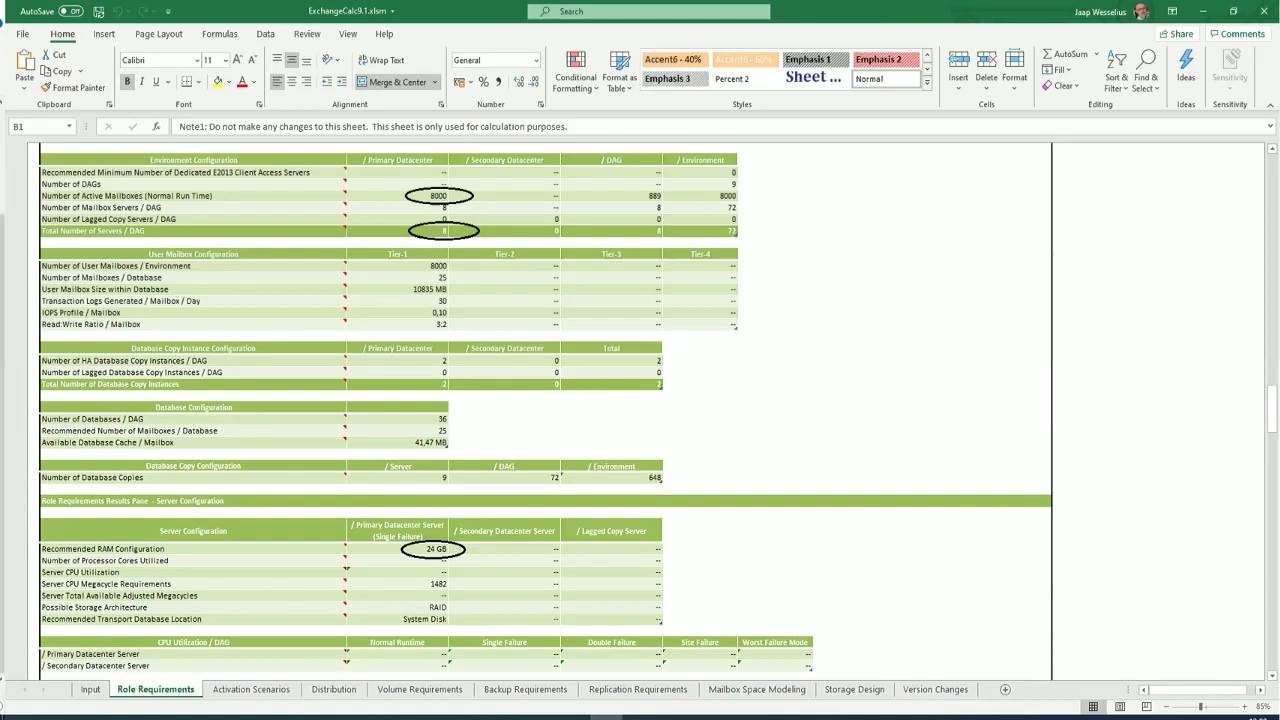 AutoSave Off ExchangeCalc9.1.xlsm Search Jaap Wesselius
File Home Insert Page Layout Formulas Data Review View Help Share Comments
Paste Cut Copy Format Painter Clipboard
Calibri 11 B I U Font
Wrap Text Merge & Center Alignment
General % Number
Conditional Formatting Format as Table
Accent6 - 40% Accent6 - 60% Emphasis 1 Emphasis 2
Emphasis 3 Percent 2 Sheet ... Normal Styles
Insert Delete Format Cells
AutoSum Fill Clear Sort & Filter Find & Select Editing
Ideas Ideas Sensitivity Sensitivity
B1 fx Note1: Do not make any changes to this sheet. This sheet is only used for calculation purposes.
Environment Configuration / Primary Datacenter / Secondary Datacenter / DAG / Environment
Recommended Minimum Number of Dedicated E2013 Client Access Servers -- -- -- 0
Number of DAGs -- -- -- 9
Number of Active Mailboxes (Normal Run Time) 8000 -- 889 8000
Number of Mailbox Servers / DAG 8 -- 8 72
Number of Lagged Copy Servers / DAG 0 0 0 0
Total Number of Servers / DAG 8 0 8 72
User Mailbox Configuration Tier-1 Tier-2 Tier-3 Tier-4
Number of User Mailboxes / Environment 8000 -- -- --
Number of Mailboxes / Database 25 -- -- --
User Mailbox Size within Database 10835 MB -- -- --
Transaction Logs Generated / Mailbox / Day 30 -- -- --
IOPS Profile / Mailbox 0,10 -- -- --
Read:Write Ratio / Mailbox 3:2 -- -- --
Database Copy Instance Configuration / Primary Datacenter / Secondary Datacenter Total
Number of HA Database Copy Instances / DAG 2 0 2
Number of Lagged Database Copy Instances / DAG 0 0 0
Total Number of Database Copy Instances 2 0 2
Database Configuration
Number of Databases / DAG 36
Recommended Number of Mailboxes / Database 25
Available Database Cache / Mailbox 41,47 MB
Database Copy Configuration / Server / DAG / Environment
Number of Database Copies 9 72 648
Role Requirements Results Pane - Server Configuration
Server Configuration / Primary Datacenter Server (Single Failure) / Secondary Datacenter Server / Lagged Copy Server
Recommended RAM Configuration 24 GB -- --
Number of Processor Cores Utilized -- -- --
Server CPU Utilization -- -- --
Server CPU Megacycle Requirements 1482 -- --
Server Total Available Adjusted Megacycles -- -- --
Possible Storage Architecture RAID -- --
Recommended Transport Database Location System Disk -- --
CPU Utilization / DAG Normal Runtime Single Failure Double Failure Site Failure Worst Failure Mode
/ Primary Datacenter Server -- -- -- -- --
/ Secondary Datacenter Server -- -- -- -- --
Input Role Requirements Activation Scenarios Distribution Volume Requirements Backup Requirements Replication Requirements Mailbox Space Modeling Storage Design Version Changes
85%